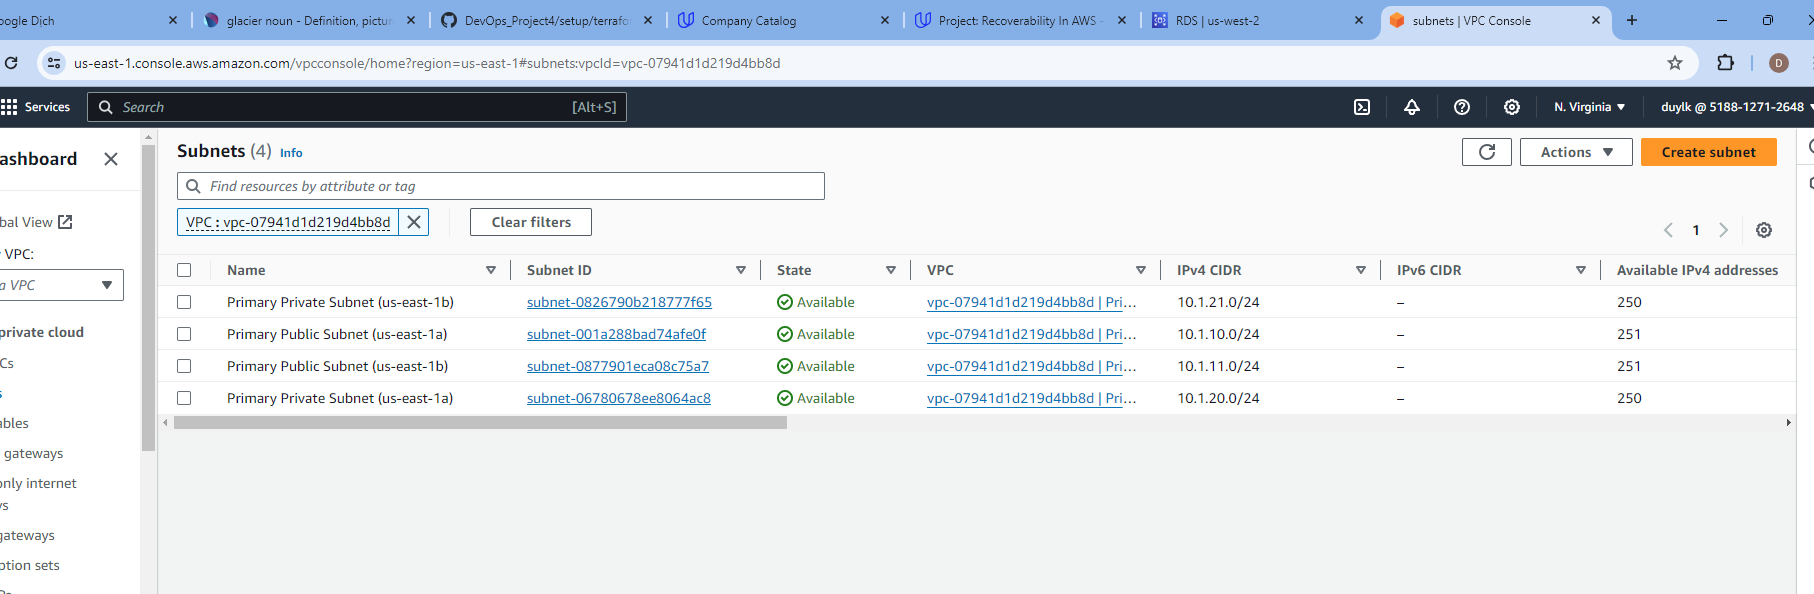 oogle Dịch
glacier noun - Definition, pictur
DevOps_Project4/setup/terrafo
Company Catalog
Project: Recoverability In AWS -
RDS | us-west-2
subnets | VPC Console
us-east-1.console.aws.amazon.com/vpcconsole/home?region=us-east-1#subnets:vpcId=vpc-07941d1d219d4bb8d
D
Services
Search
[Alt+S]
N. Virginia
duylk @ 5188-1271-2648
ashboard
Subnets (4) Info
Actions
Create subnet
Find resources by attribute or tag
VPC : vpc-07941d1d219d4bb8d
Clear filters
1
bal View
VPC:
a VPC
private cloud
Cs
s
ables
gateways
only internet
ys
gateways
ption sets
Name Subnet ID State VPC IPv4 CIDR IPv6 CIDR Available IPv4 addresses
Primary Private Subnet (us-east-1b) subnet-0826790b218777f65 Available vpc-07941d1d219d4bb8d | Pri... 10.1.21.0/24 – 250
Primary Public Subnet (us-east-1a) subnet-001a288bad74afe0f Available vpc-07941d1d219d4bb8d | Pri... 10.1.10.0/24 – 251
Primary Public Subnet (us-east-1b) subnet-0877901eca08c75a7 Available vpc-07941d1d219d4bb8d | Pri... 10.1.11.0/24 – 251
Primary Private Subnet (us-east-1a) subnet-06780678ee8064ac8 Available vpc-07941d1d219d4bb8d | Pri... 10.1.20.0/24 – 250